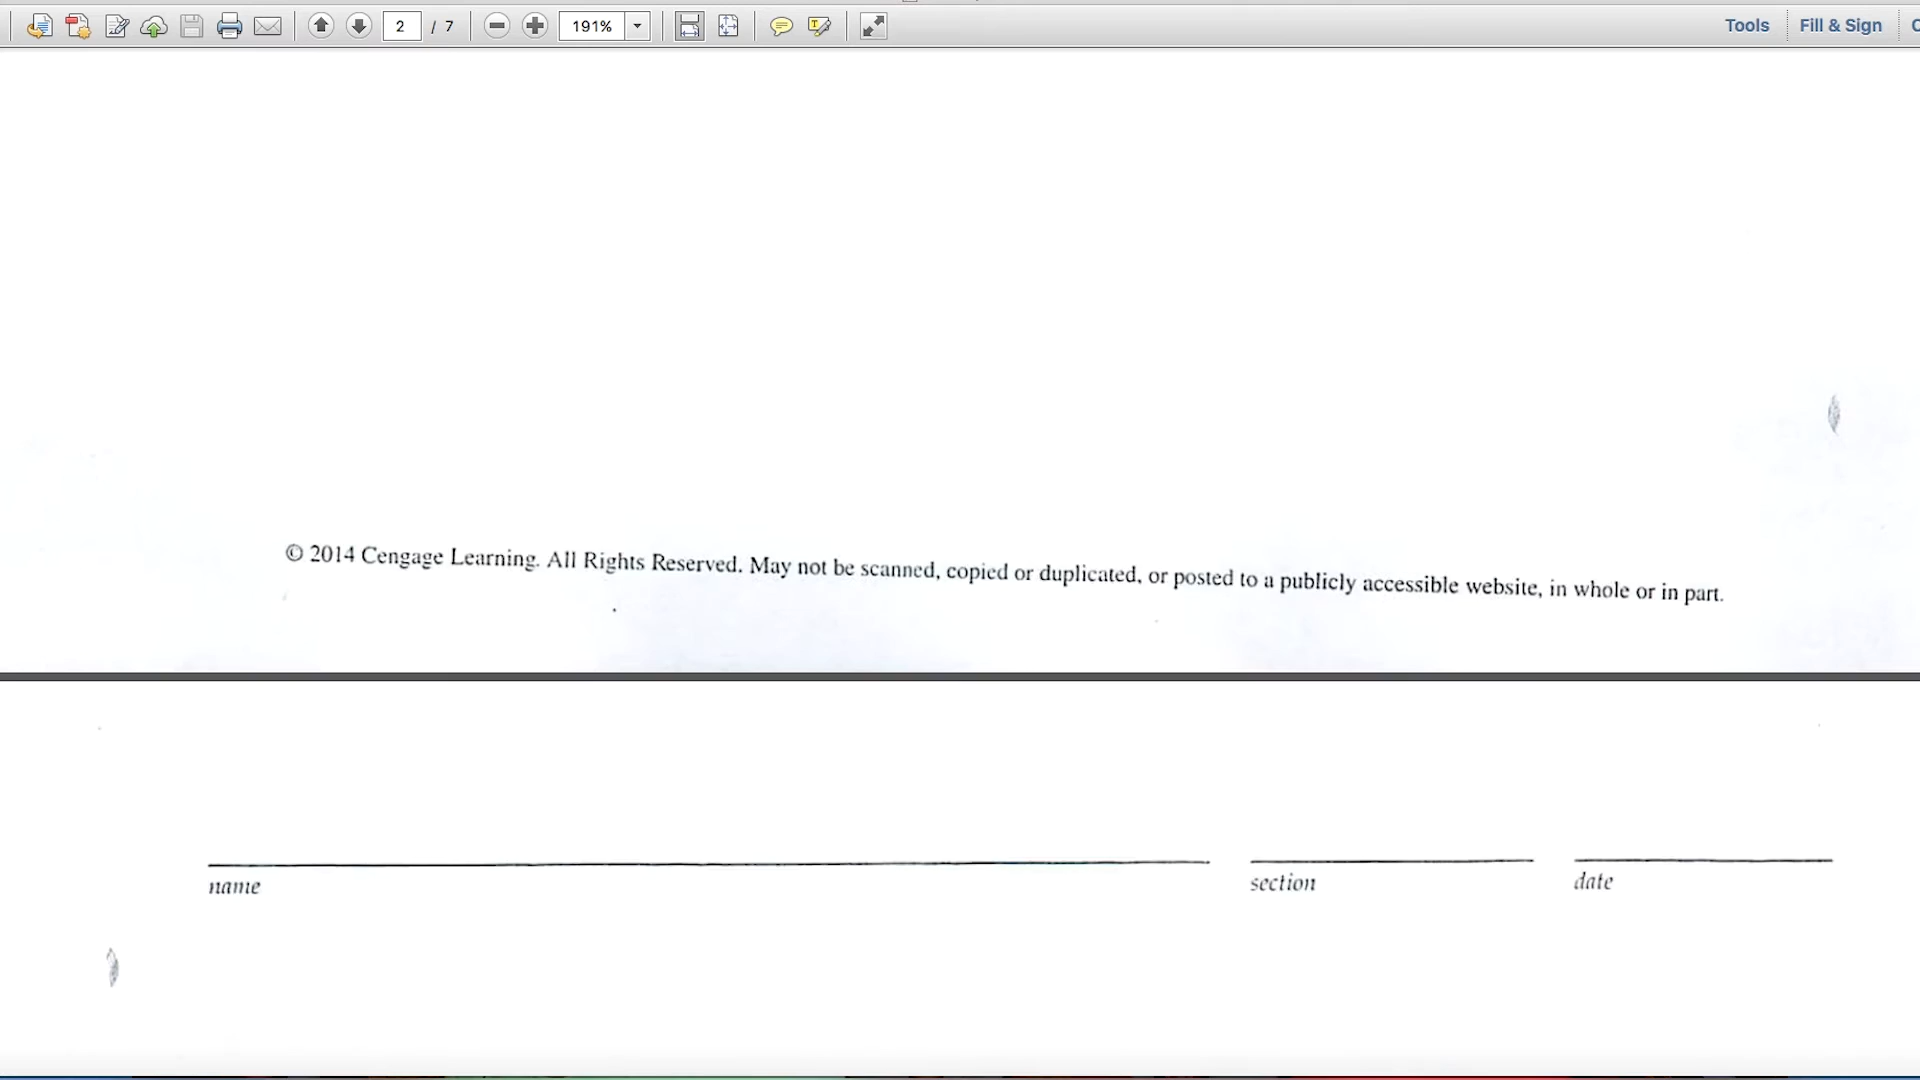 2 / 7 191% Tools Fill & Sign
© 2014 Cengage Learning. All Rights Reserved. May not be scanned, copied or duplicated, or posted to a publicly accessible website, in whole or in part.
name section date